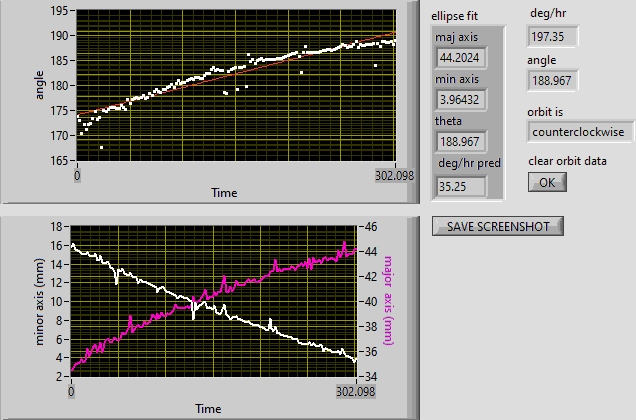 195
190
185
180
175
170
165
angle
0
302.098
Time
ellipse fit
maj axis
44.2024
min axis
3.96432
theta
188.967
deg/hr pred
35.25
deg/hr
197.35
angle
188.967
orbit is
counterclockwise
clear orbit data
OK
SAVE SCREENSHOT
18
16
14
12
10
8
6
4
2
minor axis (mm)
46
44
42
40
38
36
34
major axis (mm)
0
302.098
Time